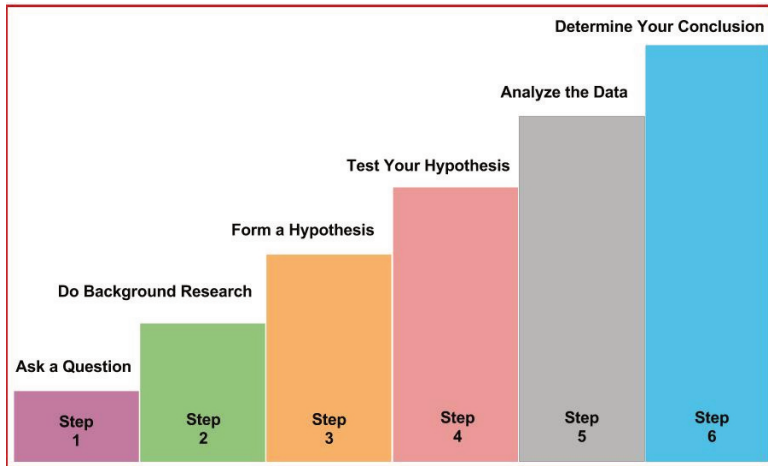 Determine Your Conclusion
Analyze the Data
Test Your Hypothesis
Form a Hypothesis
Do Background Research
Ask a Question
Step
1
Step
2
Step
3
Step
4
Step
5
Step
6